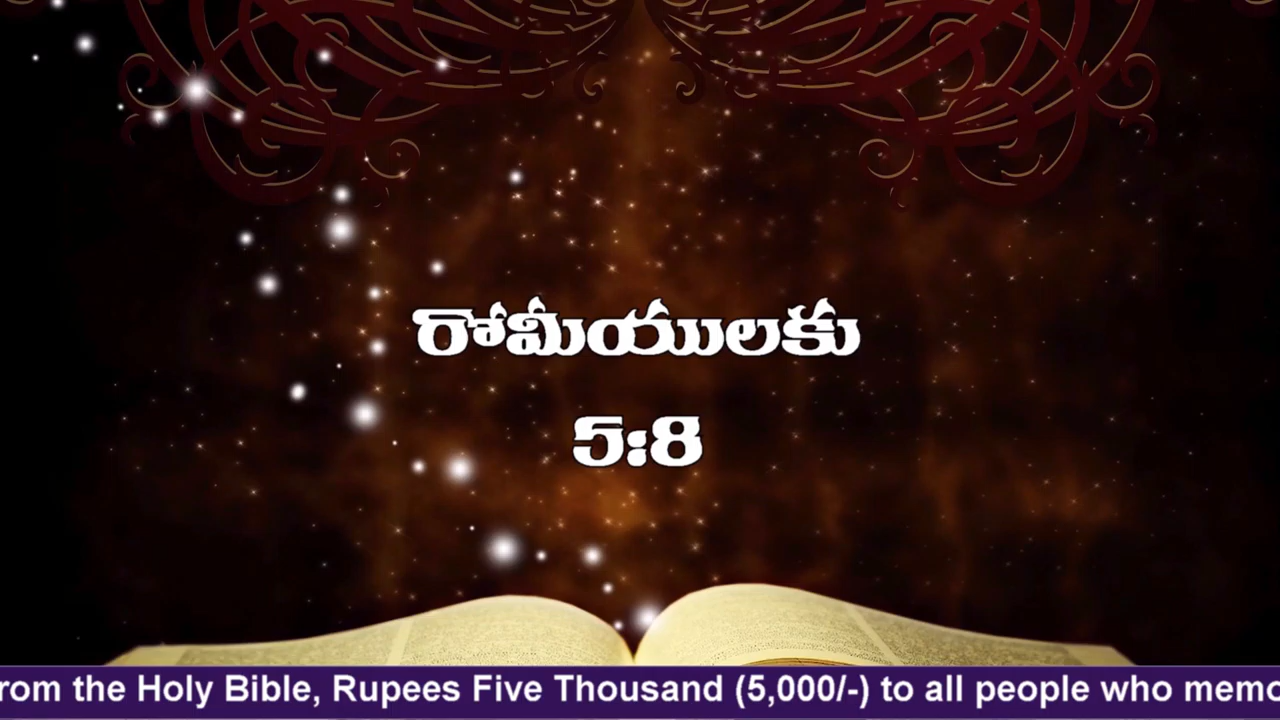 రోమీయులకు
5:8
rom the Holy Bible, Rupees Five Thousand (5,000/-) to all people who memo